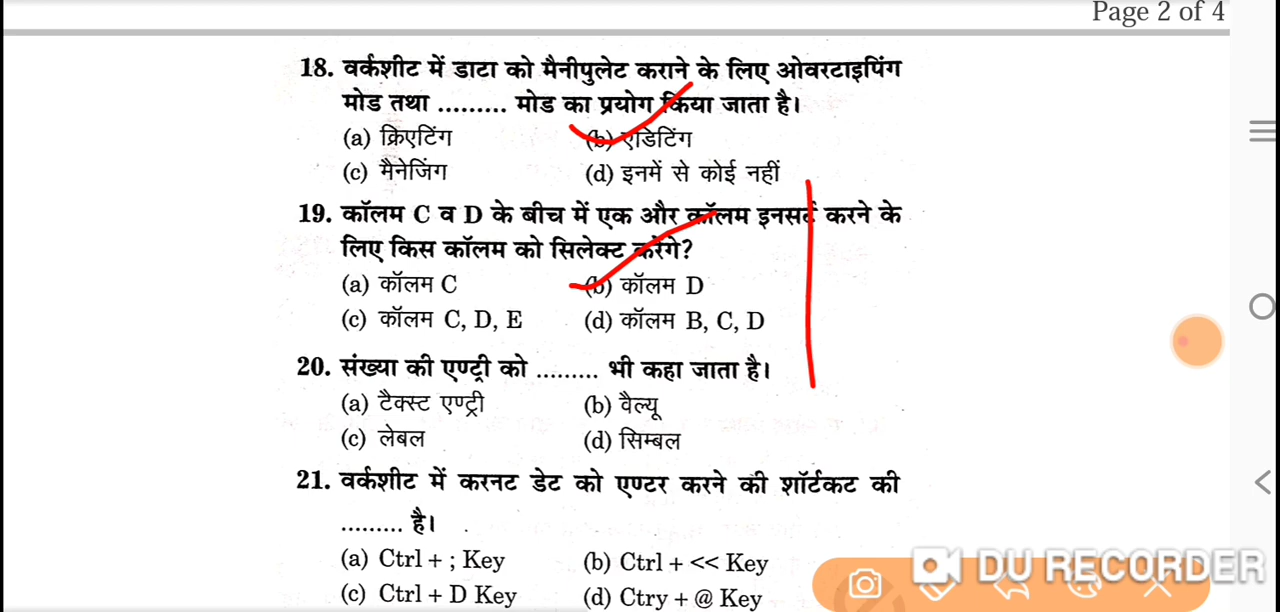 Page 2 of 4
18. वर्कशीट में डाटा को मैनीपुलेट कराने के लिए ओवरटाइपिंग
मोड तथा ......... मोड का प्रयोग किया जाता है।
(a) क्रिएटिंग (b) एडिटिंग
(c) मैनेजिंग (d) इनमें से कोई नहीं
19. कॉलम C व D के बीच में एक और कॉलम इनसर्ट करने के
लिए किस कॉलम को सिलेक्ट करेंगे?
(a) कॉलम C (b) कॉलम D
(c) कॉलम C, D, E (d) कॉलम B, C, D
20. संख्या की एण्ट्री को ......... भी कहा जाता है।
(a) टैक्स्ट एण्ट्री (b) वैल्यू
(c) लेबल (d) सिम्बल
21. वर्कशीट में करनट डेट को एण्टर करने की शॉर्टकट की
......... है।
(a) Ctrl + ; Key (b) Ctrl + << Key
(c) Ctrl + D Key (d) Ctry + @ Key
DU RECORDER